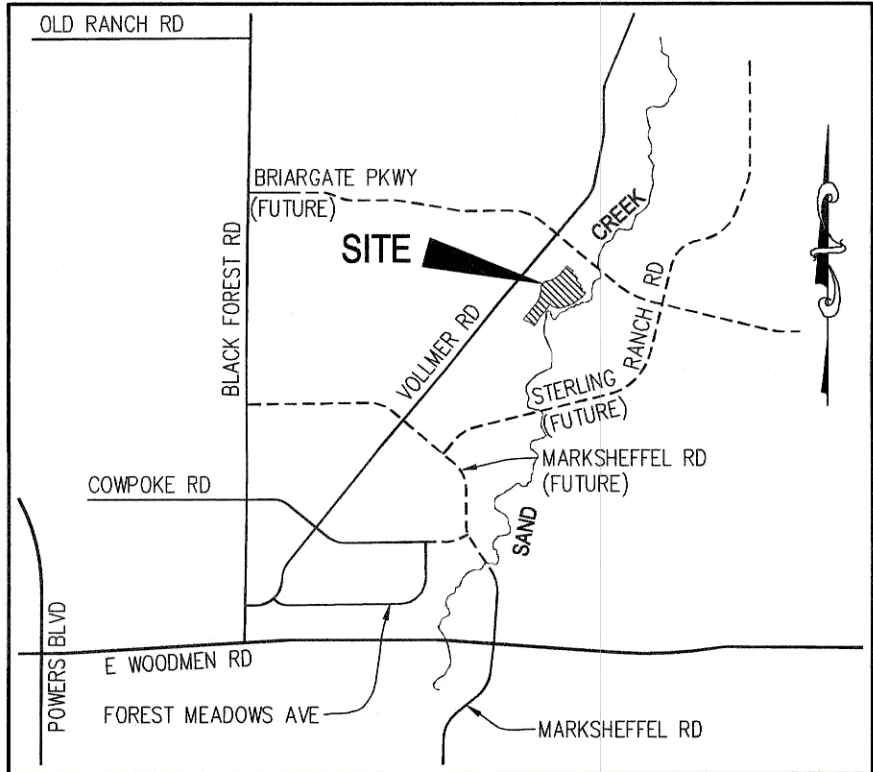 OLD RANCH RD
BRIARGATE PKWY
(FUTURE)
SITE
CREEK
BLACK FOREST RD
VOLLMER RD
RANCH RD
STERLING
(FUTURE)
MARKSHEFFEL RD
(FUTURE)
COWPOKE RD
SAND
POWERS BLVD
E WOODMEN RD
FOREST MEADOWS AVE
MARKSHEFFEL RD